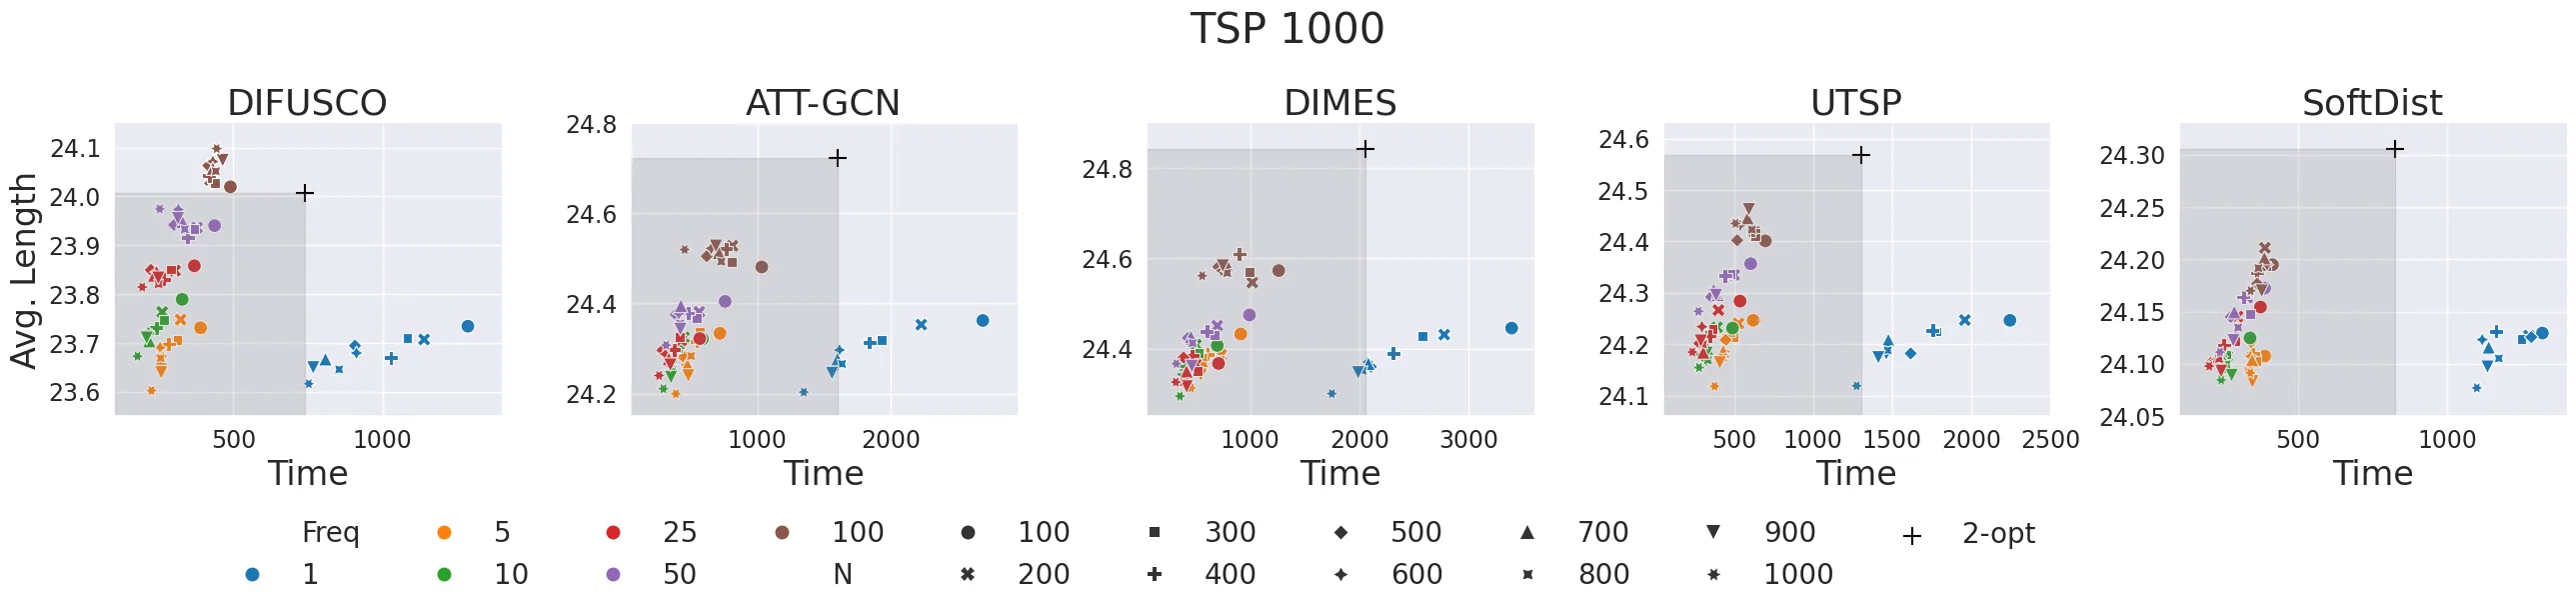 TSP 1000
DIFUSCO
ATT-GCN
DIMES
UTSP
SoftDist
Avg. Length
24.1
24.0
23.9
23.8
23.7
23.6
500 1000
Time
24.8
24.6
24.4
24.2
1000 2000
Time
24.8
24.6
24.4
1000 2000 3000
Time
24.6
24.5
24.4
24.3
24.2
24.1
500 1000 1500 2000 2500
Time
24.30
24.25
24.20
24.15
24.10
24.05
500 1000
Time
Freq 5 25 100 100 300 500 700 900 2-opt
1 10 50 N 200 400 600 800 1000